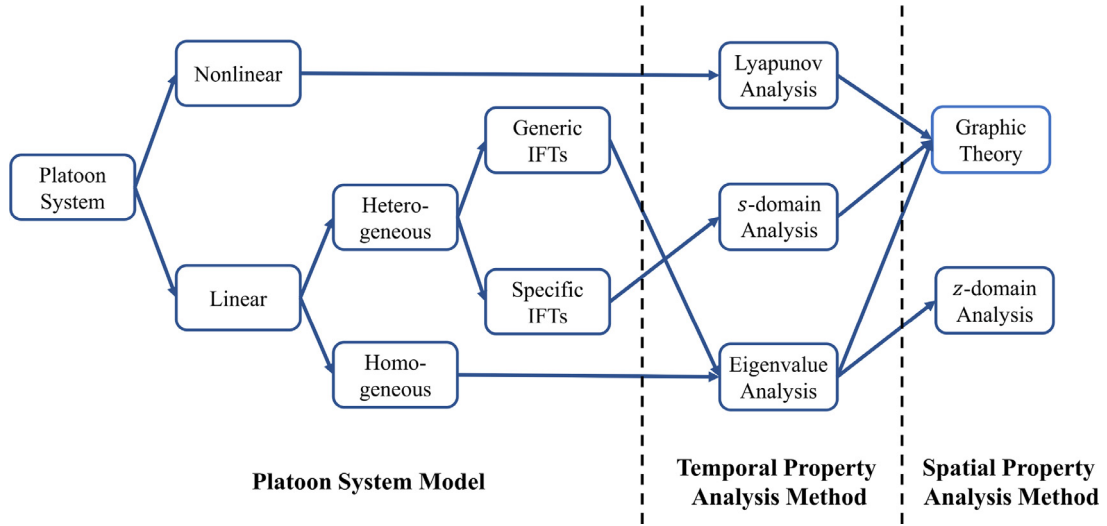 Platoon
System
Nonlinear
Linear
Hetero-
geneous
Homo-
geneous
Generic
IFTs
Specific
IFTs
Lyapunov
Analysis
s-domain
Analysis
Eigenvalue
Analysis
Graphic
Theory
z-domain
Analysis
Platoon System Model
Temporal Property
Analysis Method
Spatial Property
Analysis Method